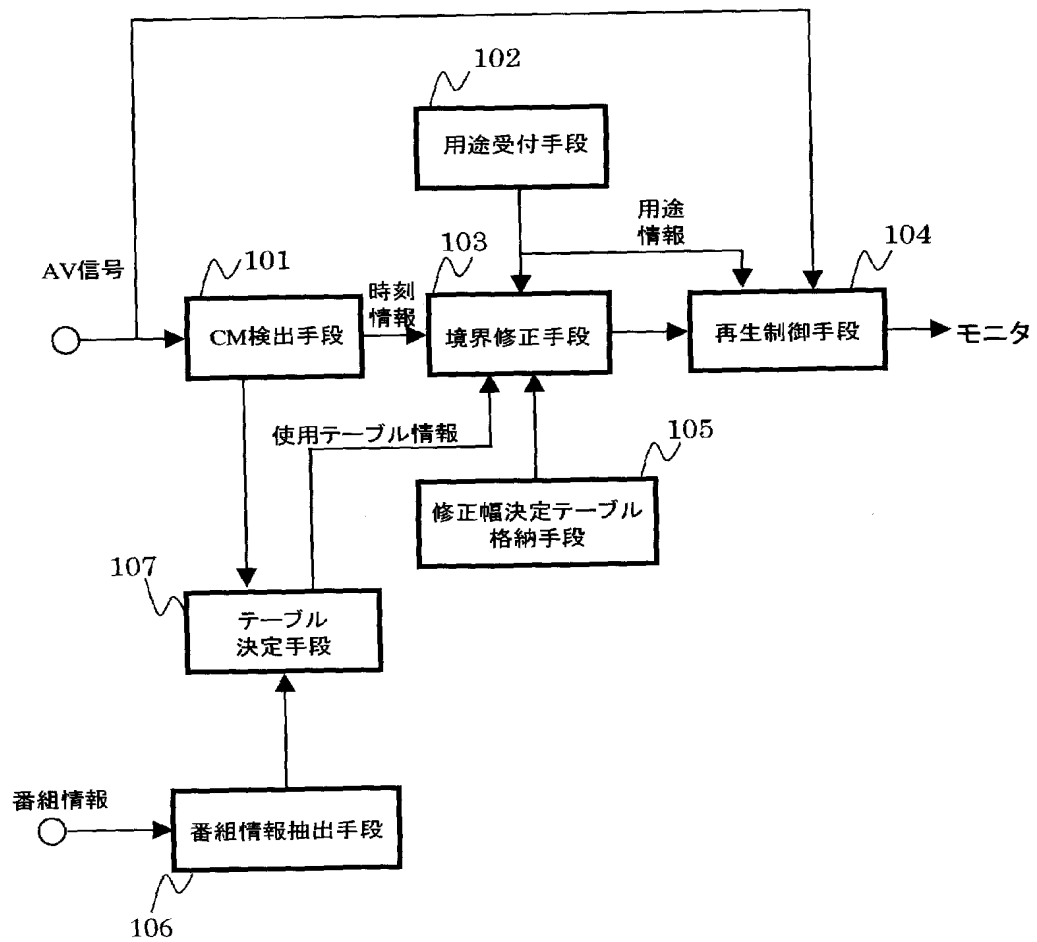 102
用途受付手段
用途
情報
AV信号
101
CM検出手段
時刻
情報
103
境界修正手段
104
再生制御手段
モニタ
使用テーブル情報
105
修正幅決定テーブル
格納手段
107
テーブル
決定手段
番組情報
番組情報抽出手段
106